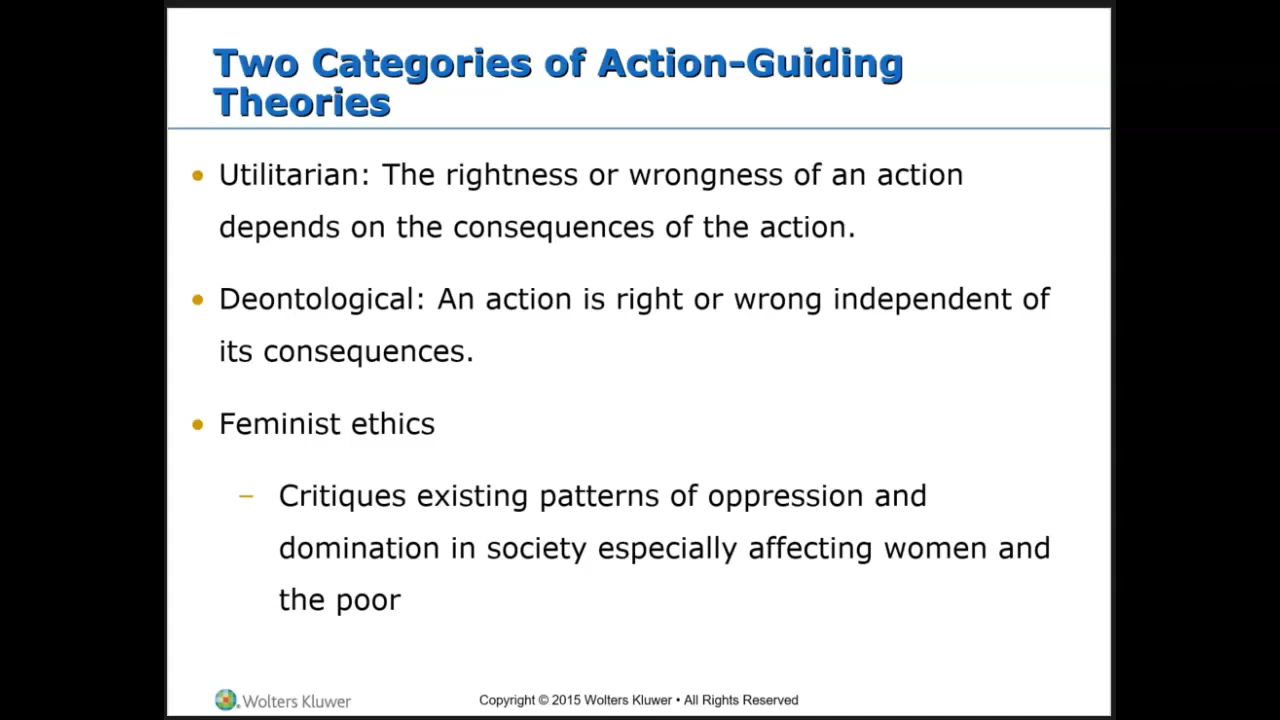 Two Categories of Action-Guiding
Theories
• Utilitarian: The rightness or wrongness of an action
depends on the consequences of the action.
• Deontological: An action is right or wrong independent of
its consequences.
• Feminist ethics
– Critiques existing patterns of oppression and
domination in society especially affecting women and
the poor
Wolters Kluwer
Copyright © 2015 Wolters Kluwer • All Rights Reserved